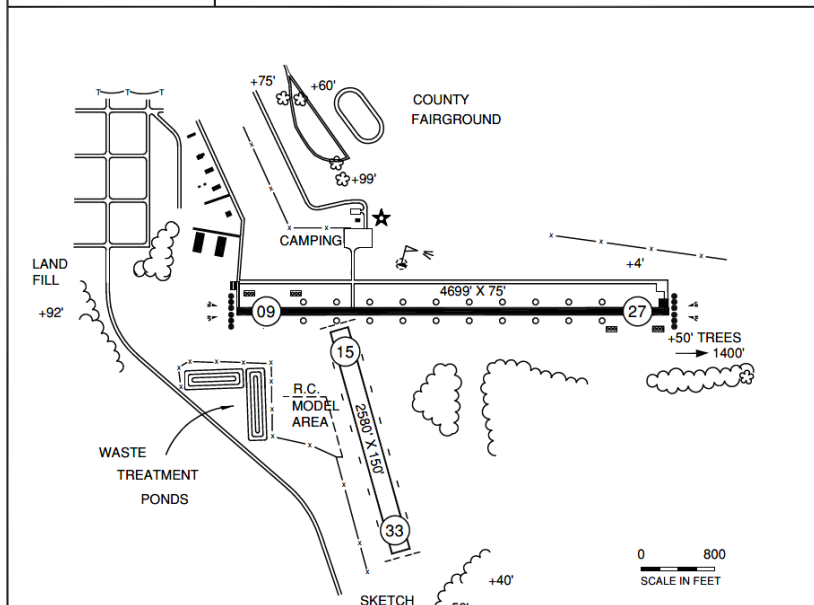 +75'
+60'
COUNTY
FAIRGROUND
+99'
CAMPING
LAND
FILL
+92'
+4'
4699' X 75'
09
27
+50' TREES
1400'
15
R.C.
MODEL
AREA
2580' X 150'
WASTE
TREATMENT
PONDS
33
0 800
SCALE IN FEET
+40'
SKETCH